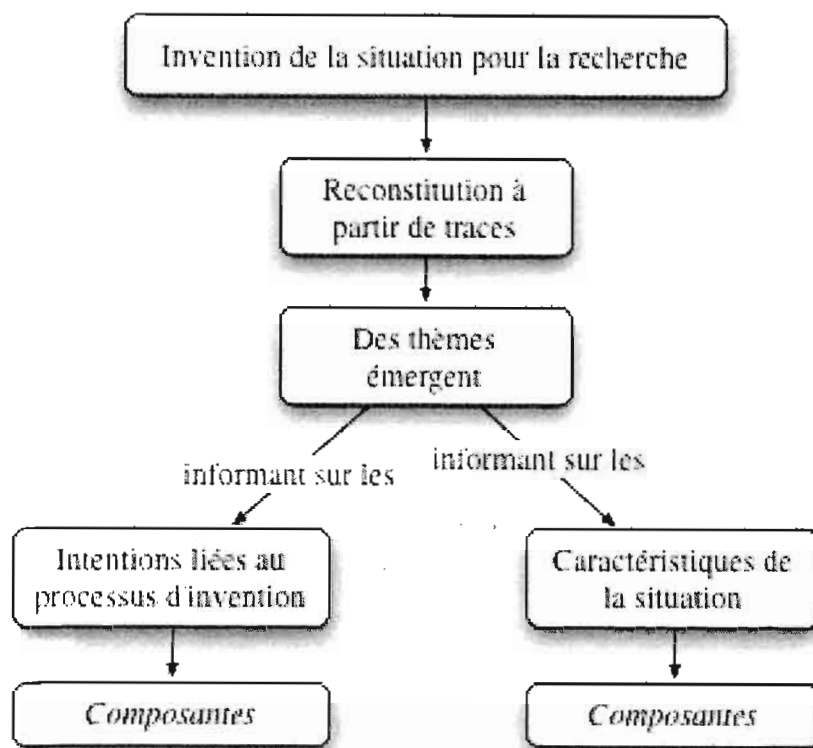 Invention de la situation pour la recherche
Reconstitution à
partir de traces
Des thèmes
émergent
informant sur les
informant sur les
Intentions liées au
processus d'invention
Caractéristiques de
la situation
Composantes
Composantes